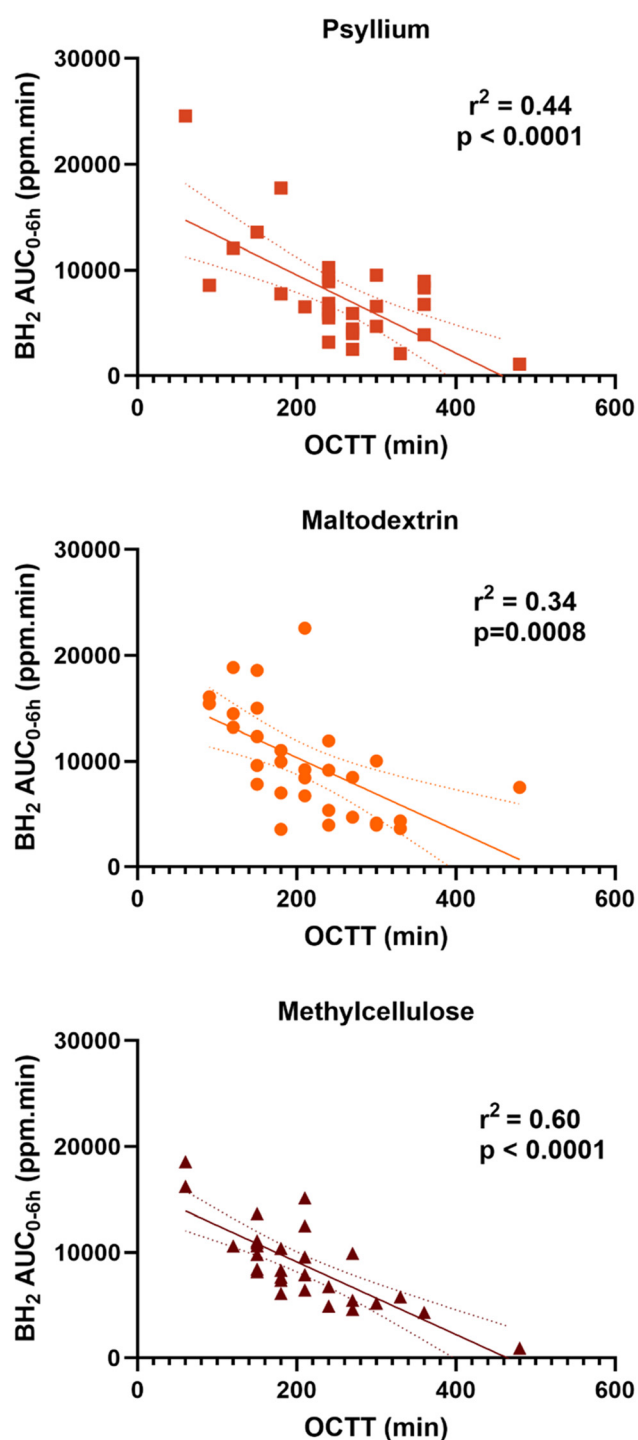 Psyllium
30000
20000
10000
0
BH2 AUC0-6h (ppm.min)
r2 = 0.44
p < 0.0001
0 200 400 600
OCTT (min)
Maltodextrin
30000
20000
10000
0
BH2 AUC0-6h (ppm.min)
r2 = 0.34
p=0.0008
0 200 400 600
OCTT (min)
Methylcellulose
30000
20000
10000
0
BH2 AUC0-6h (ppm.min)
r2 = 0.60
p < 0.0001
0 200 400 600
OCTT (min)